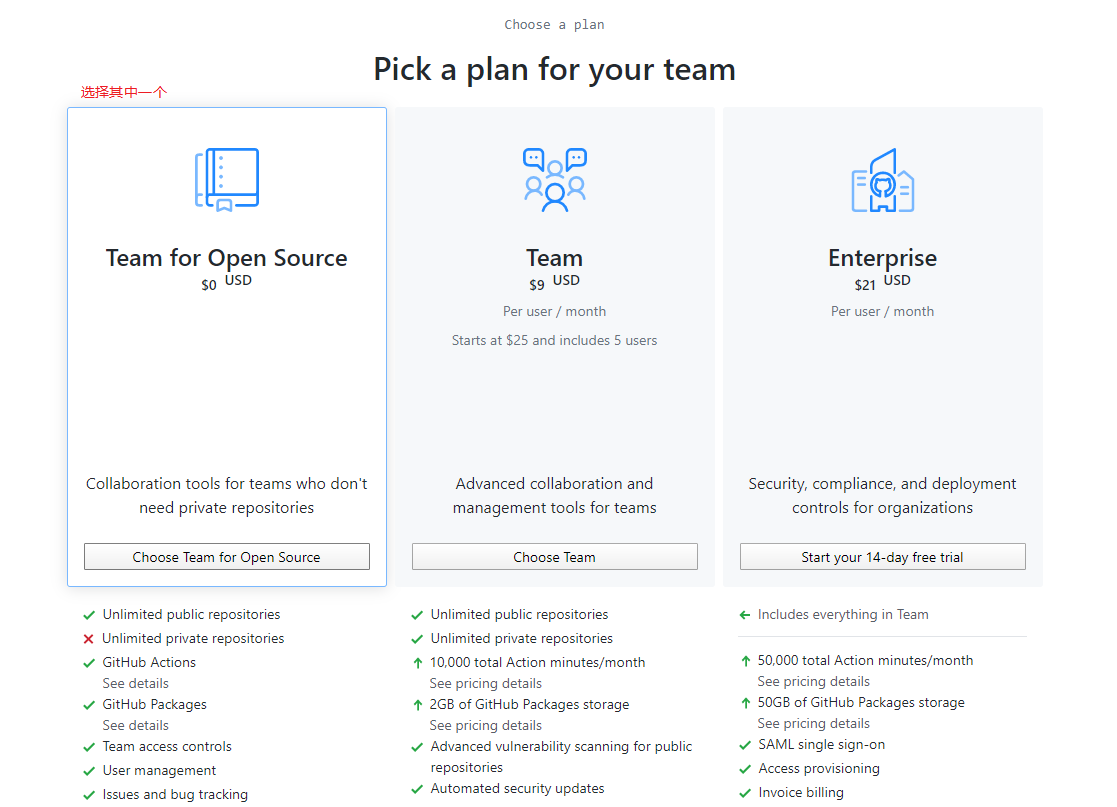 Choose a plan
Pick a plan for your team
选择其中一个
Team for Open Source
$0 USD
Collaboration tools for teams who don't
need private repositories
Choose Team for Open Source
Unlimited public repositories
Unlimited private repositories
GitHub Actions
See details
GitHub Packages
See details
Team access controls
User management
Issues and bug tracking
Team
$9 USD
Per user / month
Starts at $25 and includes 5 users
Advanced collaboration and
management tools for teams
Choose Team
Unlimited public repositories
Unlimited private repositories
10,000 total Action minutes/month
See pricing details
2GB of GitHub Packages storage
See pricing details
Advanced vulnerability scanning for public
repositories
Automated security updates
Enterprise
$21 USD
Per user / month
Security, compliance, and deployment
controls for organizations
Start your 14-day free trial
Includes everything in Team
50,000 total Action minutes/month
See pricing details
50GB of GitHub Packages storage
See pricing details
SAML single sign-on
Access provisioning
Invoice billing